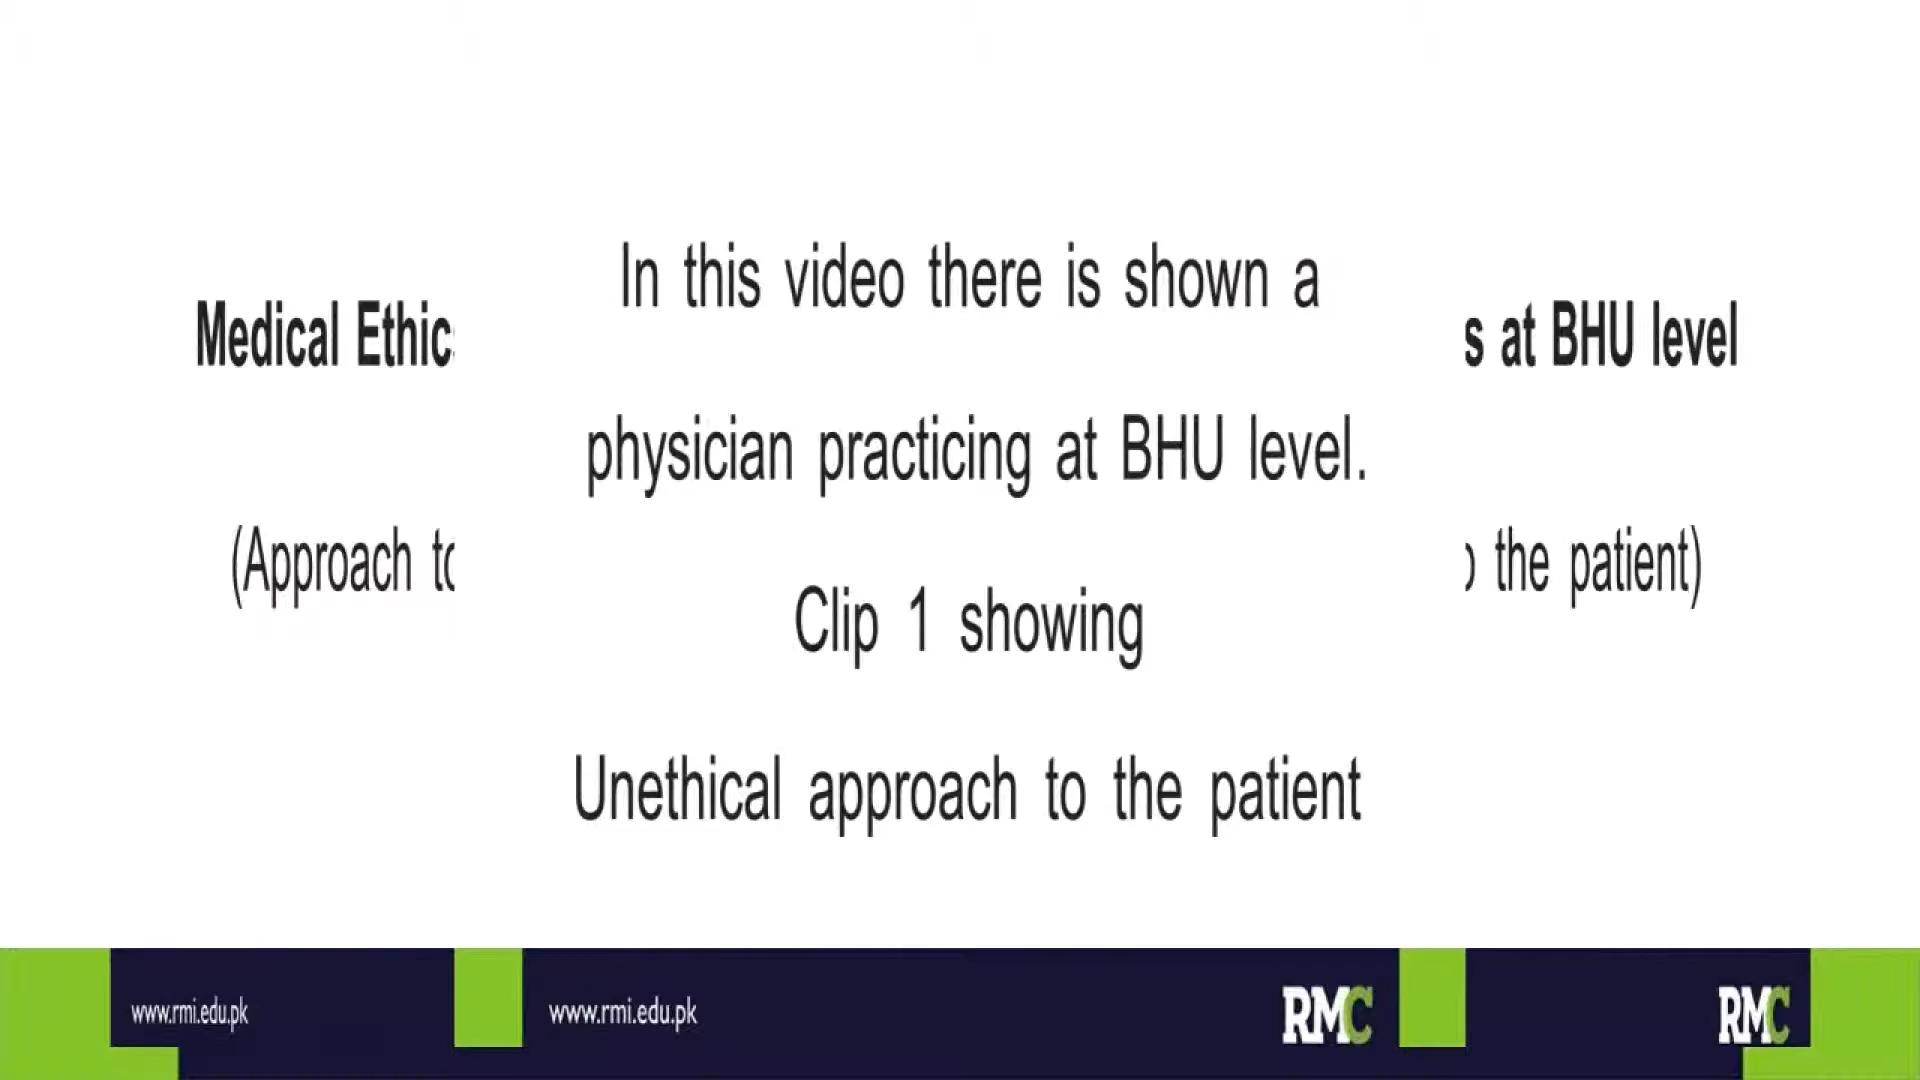 In this video there is shown a
Medical Ethic
s at BHU level
physician practicing at BHU level.
(Approach to
the patient)
Clip 1 showing
Unethical approach to the patient
www.rmi.edu.pk
www.rmi.edu.pk
RMC
RMC